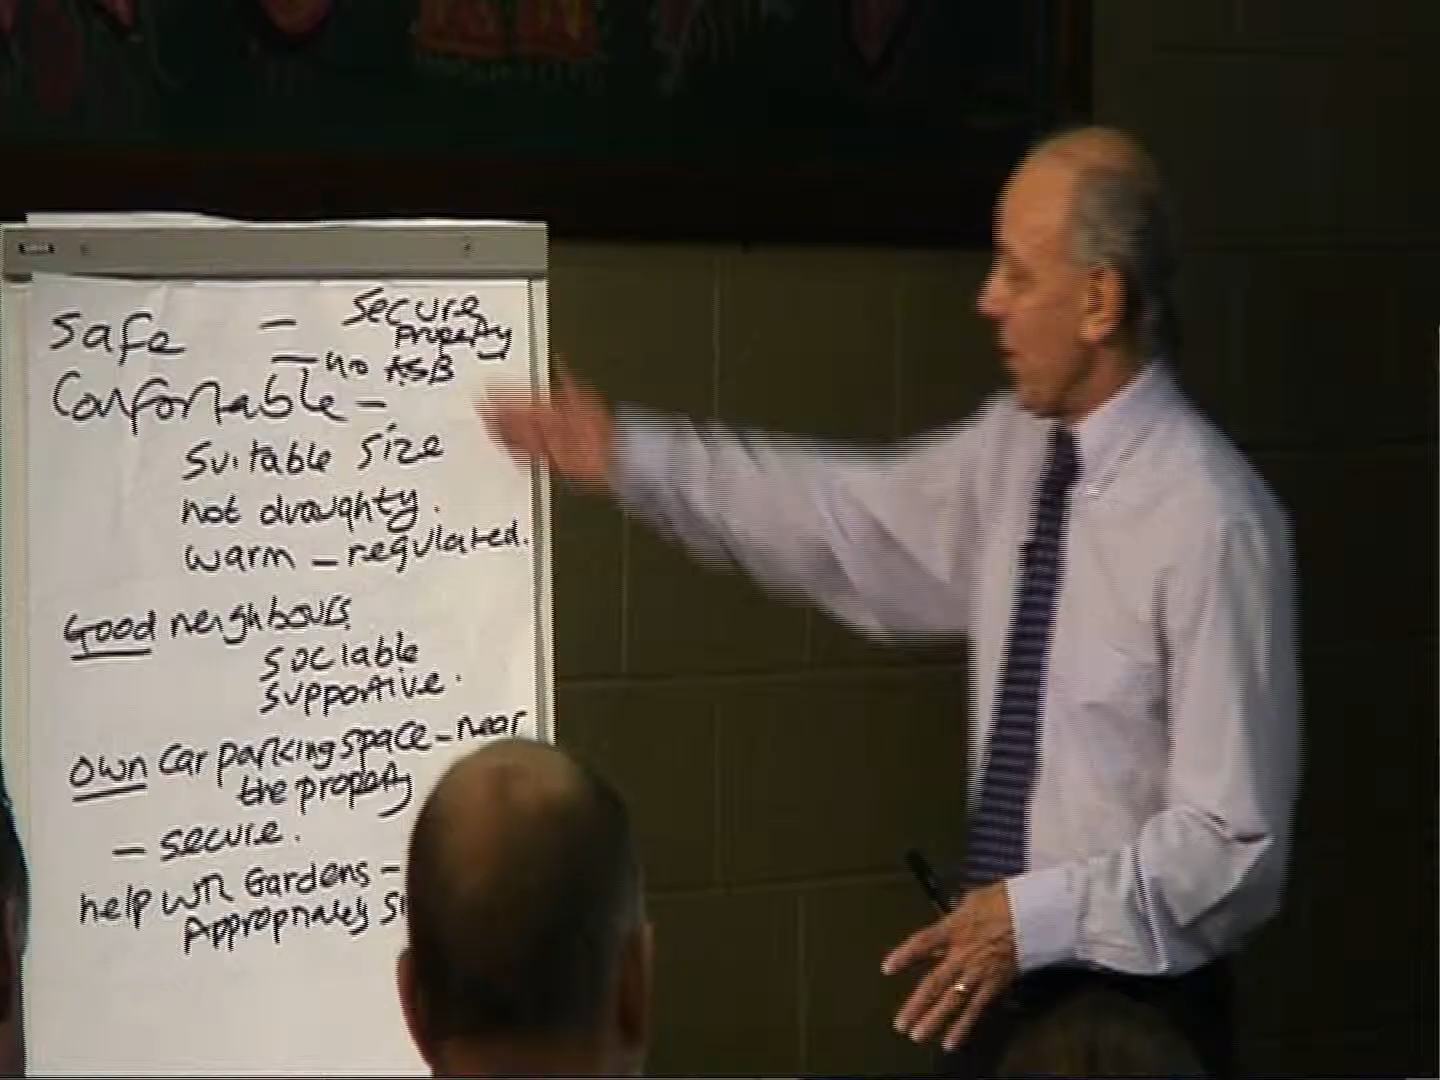 Safe - Secure
Property
- no ASB
Comfortable -
Suitable size
not draughty.
warm - regulated.
Good neighbours
sociable
supportive.
own car parking space - near
the property
- secure.
help with Gardens -
Appropriately